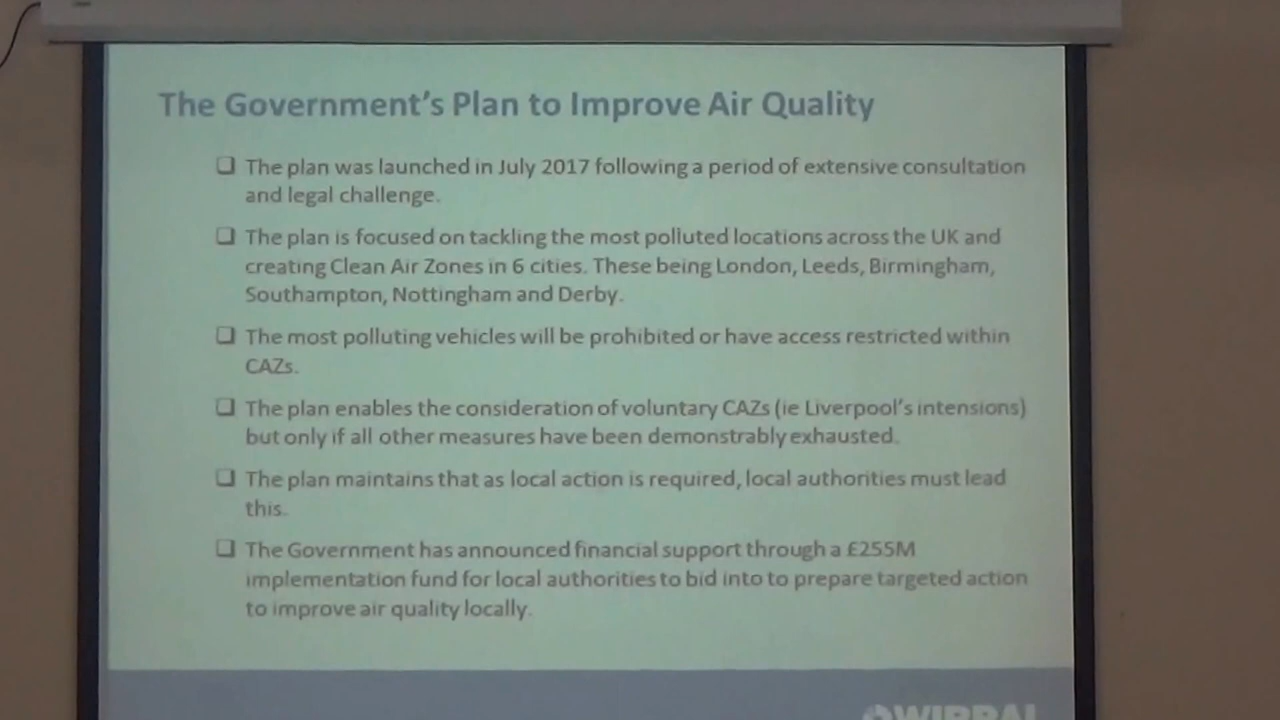 The Government's Plan to Improve Air Quality
❑ The plan was launched in July 2017 following a period of extensive consultation
and legal challenge.
❑ The plan is focused on tackling the most polluted locations across the UK and
creating Clean Air Zones in 6 cities. These being London, Leeds, Birmingham,
Southampton, Nottingham and Derby.
❑ The most polluting vehicles will be prohibited or have access restricted within
CAZs.
❑ The plan enables the consideration of voluntary CAZs (ie Liverpool's intensions)
but only if all other measures have been demonstrably exhausted.
❑ The plan maintains that as local action is required, local authorities must lead
this.
❑ The Government has announced financial support through a £255M
implementation fund for local authorities to bid into to prepare targeted action
to improve air quality locally.
WIRRAL